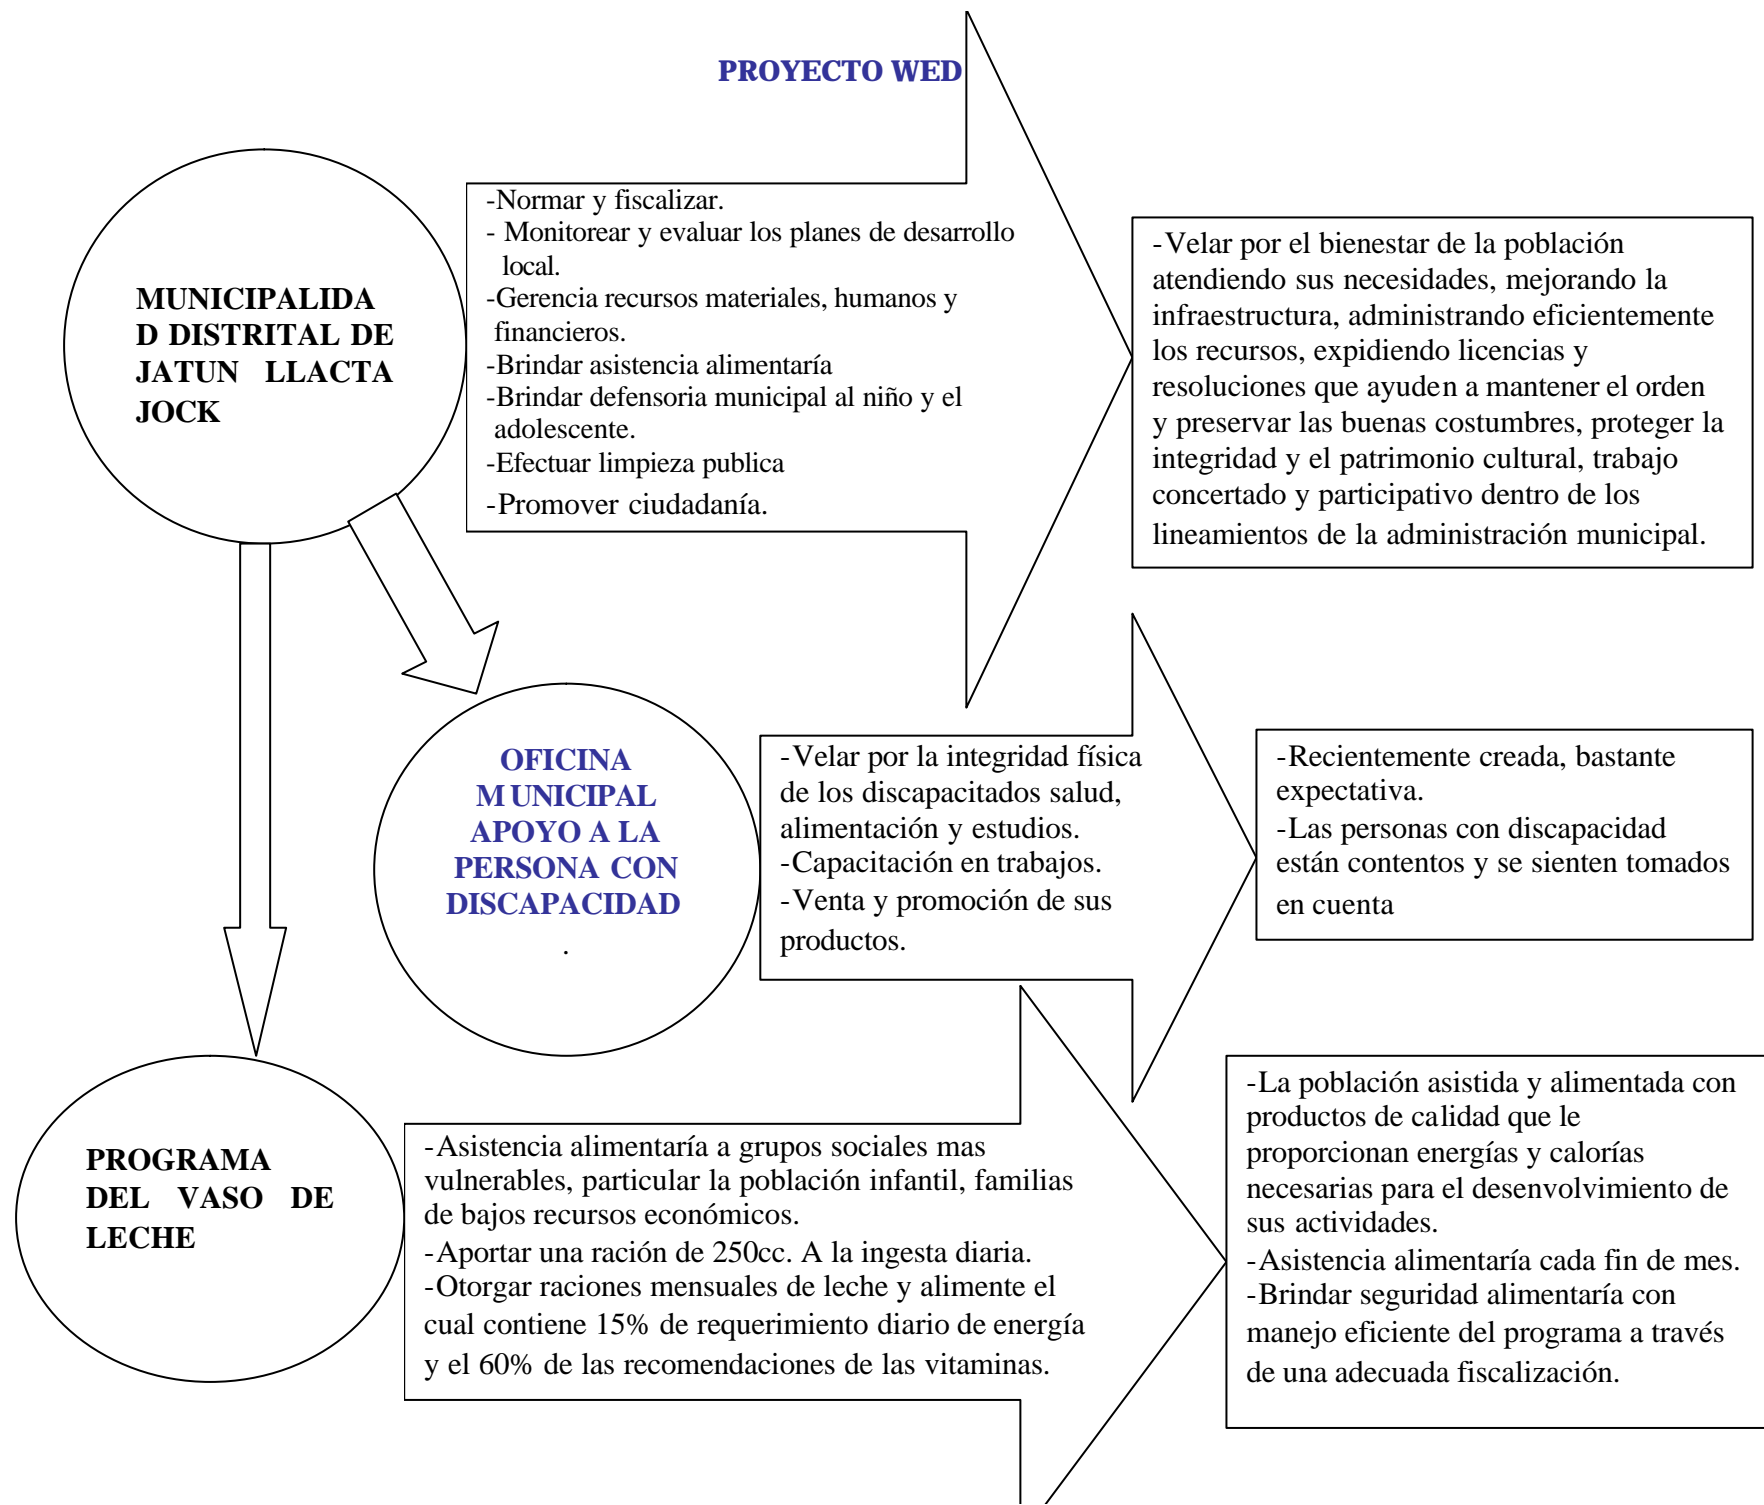 PROYECTO WED
MUNICIPALIDA
D DISTRITAL DE
JATUN LLACTA
JOCK
-Normar y fiscalizar.
- Monitorear y evaluar los planes de desarrollo
local.
-Gerencia recursos materiales, humanos y
financieros.
-Brindar asistencia alimentaría
-Brindar defensoria municipal al niño y el
adolescente.
-Efectuar limpieza publica
-Promover ciudadanía.
-Velar por el bienestar de la población
atendiendo sus necesidades, mejorando la
infraestructura, administrando eficientemente
los recursos, expidiendo licencias y
resoluciones que ayuden a mantener el orden
y preservar las buenas costumbres, proteger la
integridad y el patrimonio cultural, trabajo
concertado y participativo dentro de los
lineamientos de la administración municipal.
OFICINA
MUNICIPAL
APOYO A LA
PERSONA CON
DISCAPACIDAD
.
-Velar por la integridad física
de los discapacitados salud,
alimentación y estudios.
-Capacitación en trabajos.
-Venta y promoción de sus
productos.
-Recientemente creada, bastante
expectativa.
-Las personas con discapacidad
están contentos y se sienten tomados
en cuenta
PROGRAMA
DEL VASO DE
LECHE
-Asistencia alimentaría a grupos sociales mas
vulnerables, particular la población infantil, familias
de bajos recursos económicos.
-Aportar una ración de 250cc. A la ingesta diaria.
-Otorgar raciones mensuales de leche y alimente el
cual contiene 15% de requerimiento diario de energía
y el 60% de las recomendaciones de las vitaminas.
-La población asistida y alimentada con
productos de calidad que le
proporcionan energías y calorías
necesarias para el desenvolvimiento de
sus actividades.
-Asistencia alimentaría cada fin de mes.
-Brindar seguridad alimentaría con
manejo eficiente del programa a través
de una adecuada fiscalización.